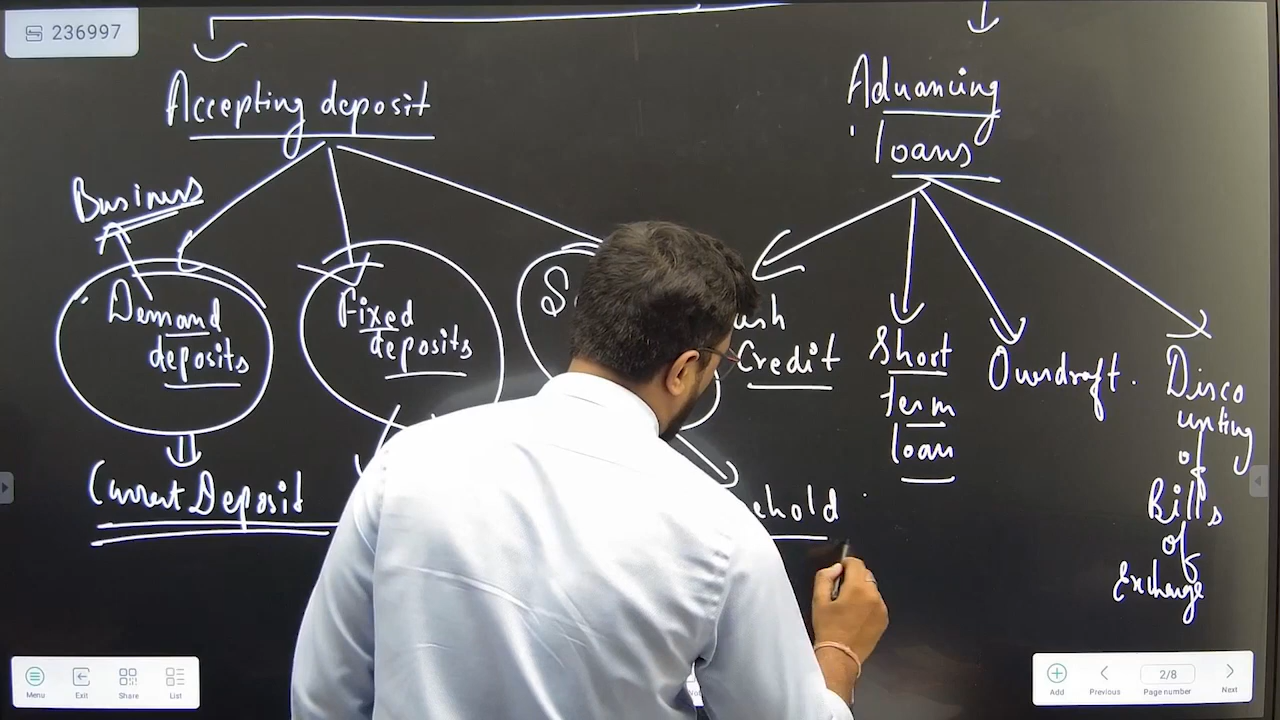 236997
Accepting deposit
Advancing
loans
Business
Demand
deposits
Fixed
deposits
Credit
Short
term
loan
Overdraft.
Disco
unting
of
Bills
of
Exchange
Current Deposit
Menu
Exit
Share
List
Add
Previous
2/8
Page number
Next